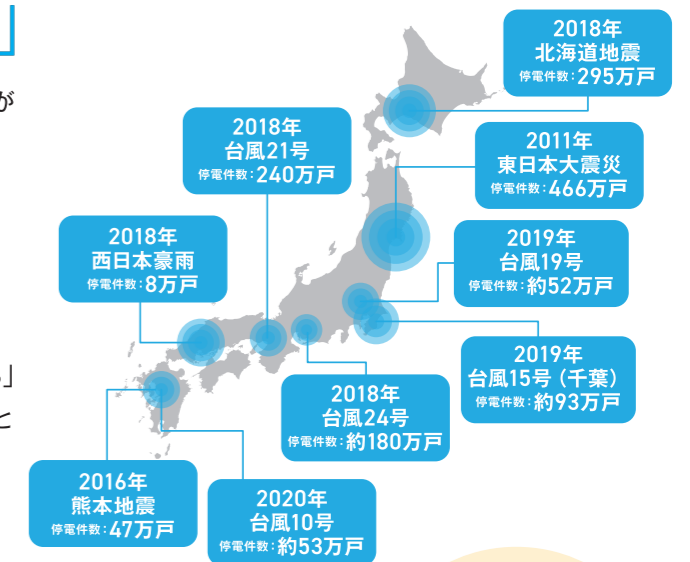 が
」
と
2018年
北海道地震
停電件数:295万戸
2018年
台風21号
停電件数:240万戸
2011年
東日本大震災
停電件数:466万戸
2018年
西日本豪雨
停電件数:8万戸
2019年
台風19号
停電件数:約52万戸
2019年
台風15号（千葉）
停電件数:約93万戸
2018年
台風24号
停電件数:約180万戸
2016年
熊本地震
停電件数:47万戸
2020年
台風10号
停電件数:約53万戸